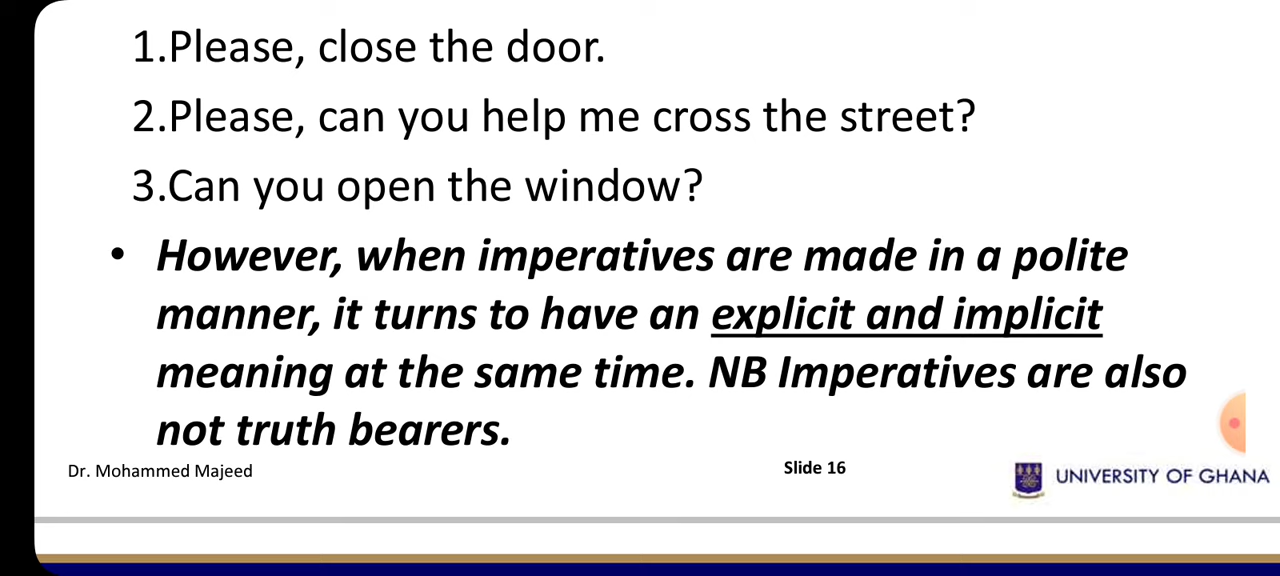 1.Please, close the door.
2.Please, can you help me cross the street?
3.Can you open the window?
• However, when imperatives are made in a polite
manner, it turns to have an explicit and implicit
meaning at the same time. NB Imperatives are also
not truth bearers.
Dr. Mohammed Majeed
Slide 16
UNIVERSITY OF GHANA